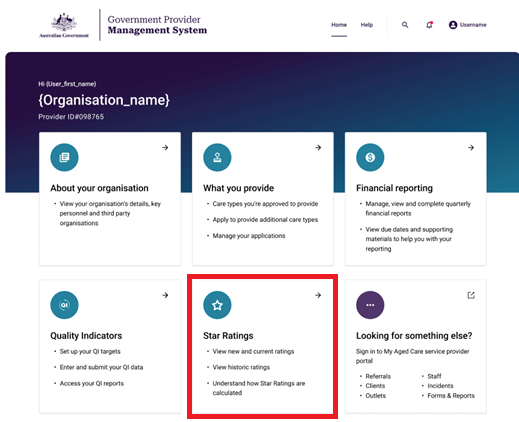 Australian Government
Government Provider
Management System
Home
Help
Username
Hi {User_first_name}
{Organisation_name}
Provider ID#098765
About your organisation
• View your organisation's details, key
personnel and third party
organisations
What you provide
• Care types you're approved to provide
• Apply to provide additional care types
• Manage your applications
Financial reporting
• Manage, view and complete quarterly
financial reports
• View due dates and supporting
materials to help you with your
reporting
QI
Quality Indicators
• Set up your QI targets
• Enter and submit your QI data
• Access your QI reports
Star Ratings
• View new and current ratings
• View historic ratings
• Understand how Star Ratings are
calculated
Looking for something else?
Sign in to My Aged Care service provider
portal
• Referrals
• Clients
• Outlets
• Staff
• Incidents
• Forms & Reports